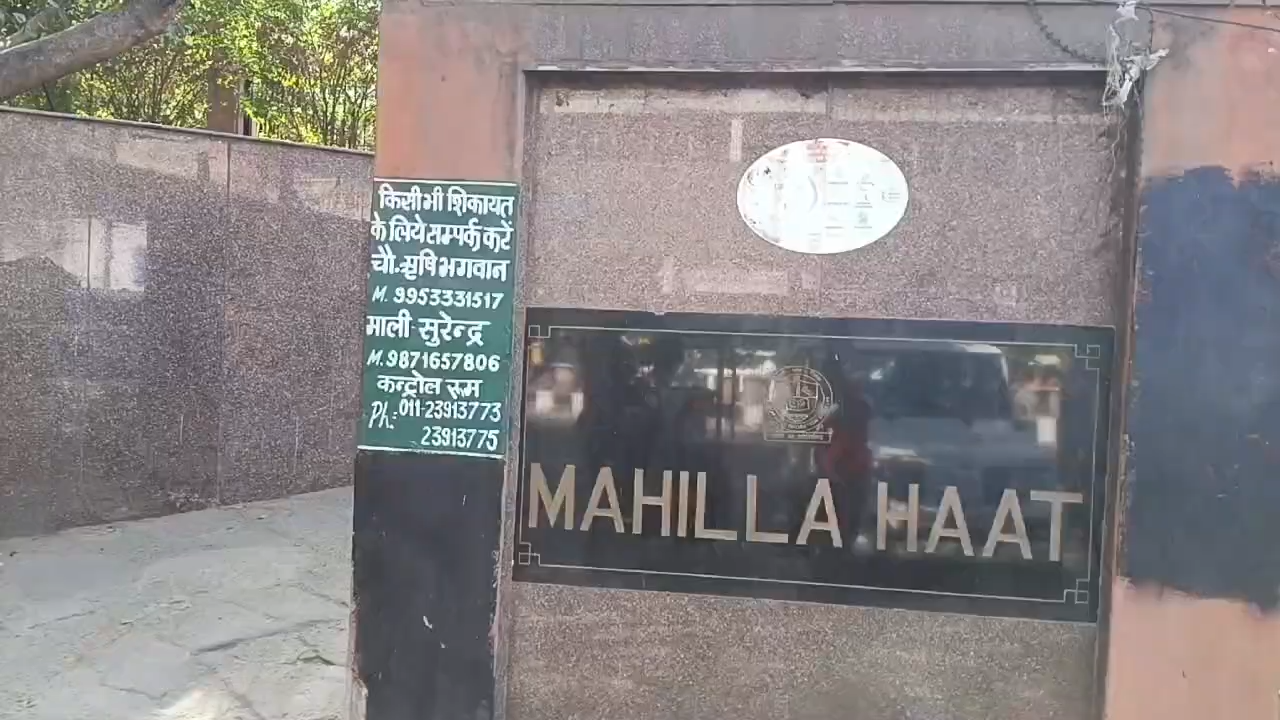 किसी भी शिकायत
के लिये सम्पर्क करें
चौ. ऋषि भगवान
M. 9953331517
माली सुरेन्द्र
M. 9871657806
कन्ट्रोल रूम
Ph:- 011-23913773
23913775
MAHILLA HAAT